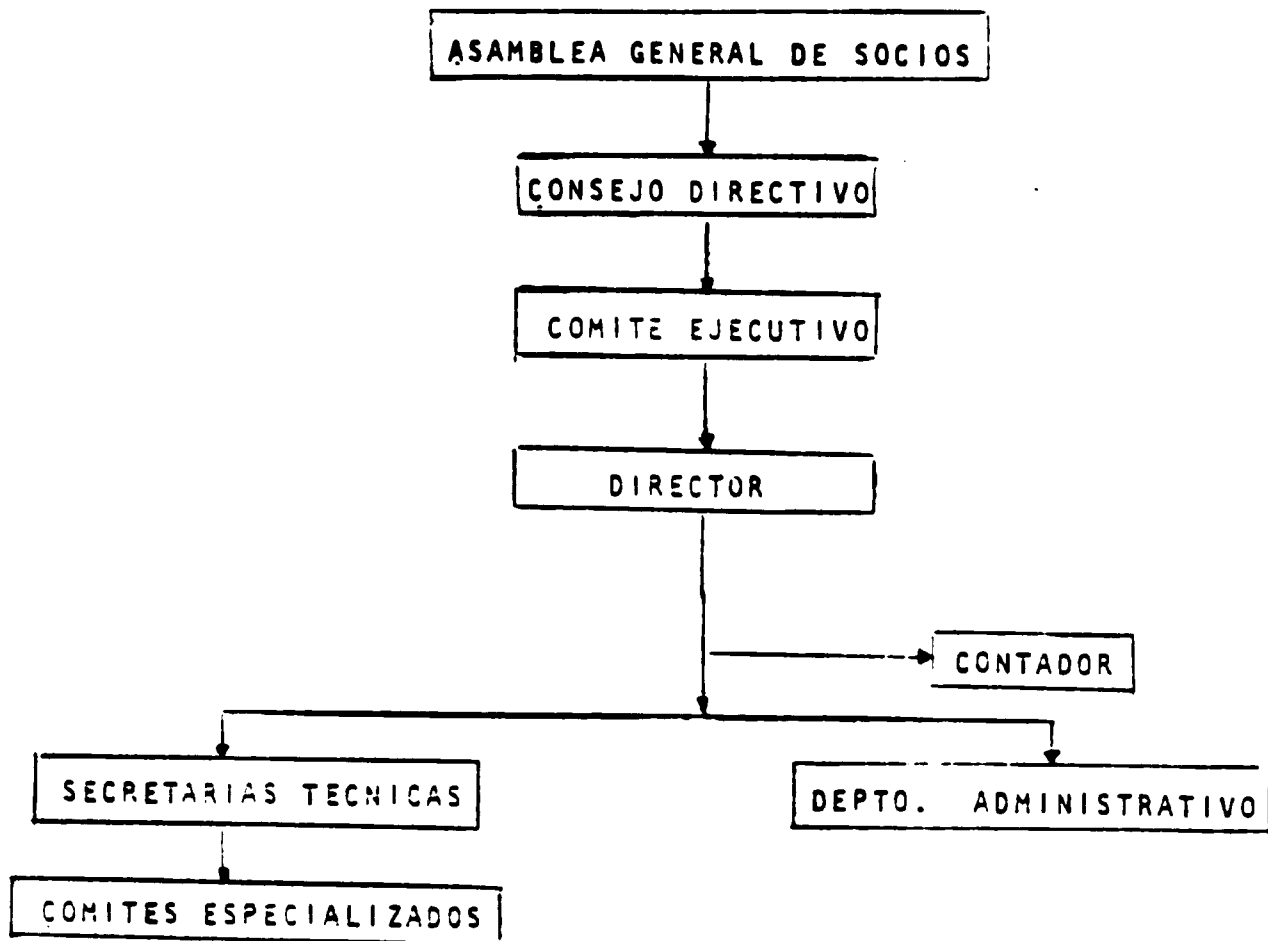 ASAMBLEA GENERAL DE SOCIOS
CONSEJO DIRECTIVO
COMITE EJECUTIVO
DIRECTOR
CONTADOR
SECRETARIAS TECNICAS
DEPTO. ADMINISTRATIVO
COMITES ESPECIALIZADOS